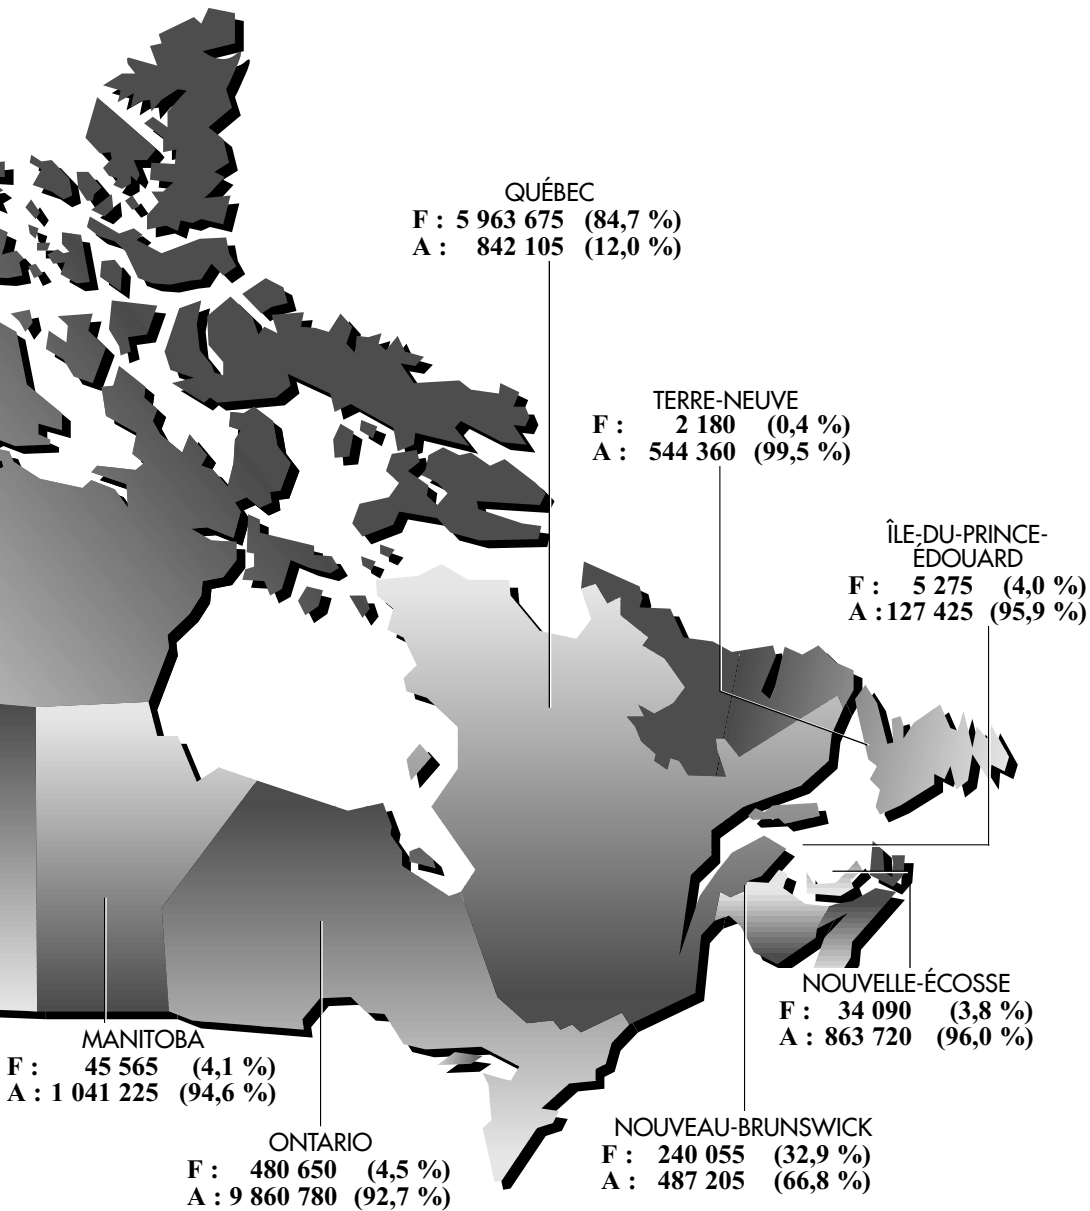 QUÉBEC
F : 5 963 675 (84,7 %)
A : 842 105 (12,0 %)
TERRE-NEUVE
F : 2 180 (0,4 %)
A : 544 360 (99,5 %)
ÎLE-DU-PRINCE-
ÉDOUARD
F : 5 275 (4,0 %)
A : 127 425 (95,9 %)
NOUVELLE-ÉCOSSE
F : 34 090 (3,8 %)
A : 863 720 (96,0 %)
MANITOBA
F : 45 565 (4,1 %)
A : 1 041 225 (94,6 %)
ONTARIO
F : 480 650 (4,5 %)
A : 9 860 780 (92,7 %)
NOUVEAU-BRUNSWICK
F : 240 055 (32,9 %)
A : 487 205 (66,8 %)